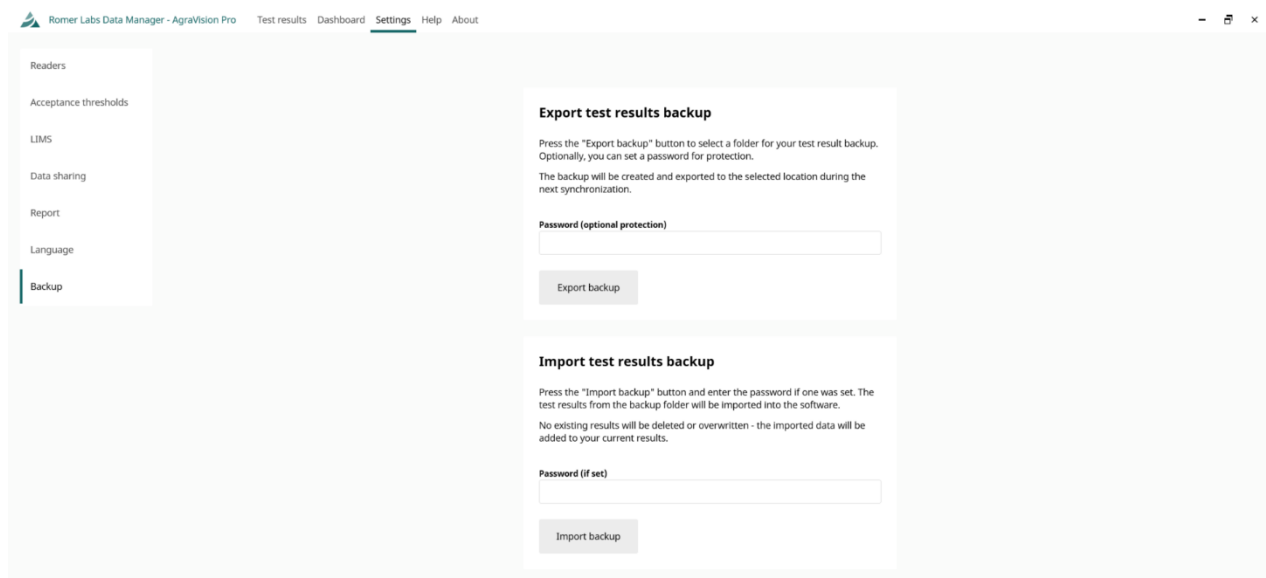 Romer Labs Data Manager - AgraVision Pro Test results Dashboard Settings Help About
Readers
Acceptance thresholds
LIMS
Data sharing
Report
Language
Backup
Export test results backup
Press the "Export backup" button to select a folder for your test result backup.
Optionally, you can set a password for protection.
The backup will be created and exported to the selected location during the
next synchronization.
Password (optional protection)
Export backup
Import test results backup
Press the "Import backup" button and enter the password if one was set. The
test results from the backup folder will be imported into the software.
No existing results will be deleted or overwritten - the imported data will be
added to your current results.
Password (if set)
Import backup